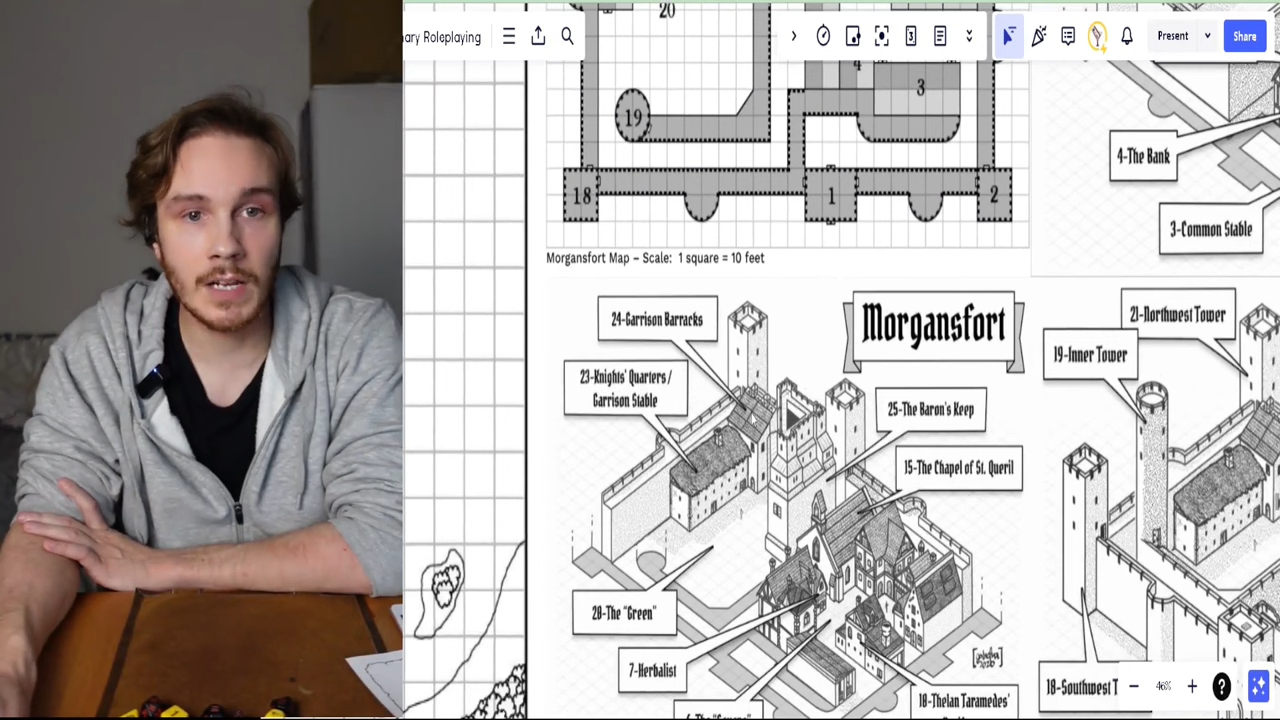 ary Roleplaying
3
Present
Share
20
4
3
19
18
1
2
Morgansfort Map – Scale: 1 square = 10 feet
4-The Bank
3-Common Stable
Morgansfort
24-Garrison Barracks
23-Knights' Quarters /
Garrison Stable
25-The Baron's Keep
15-The Chapel of St. Queril
21-Northwest Tower
19-Inner Tower
20-The "Green"
7-Herbalist
18-Southwest T
10-Thelan Taramedes'
46%
?